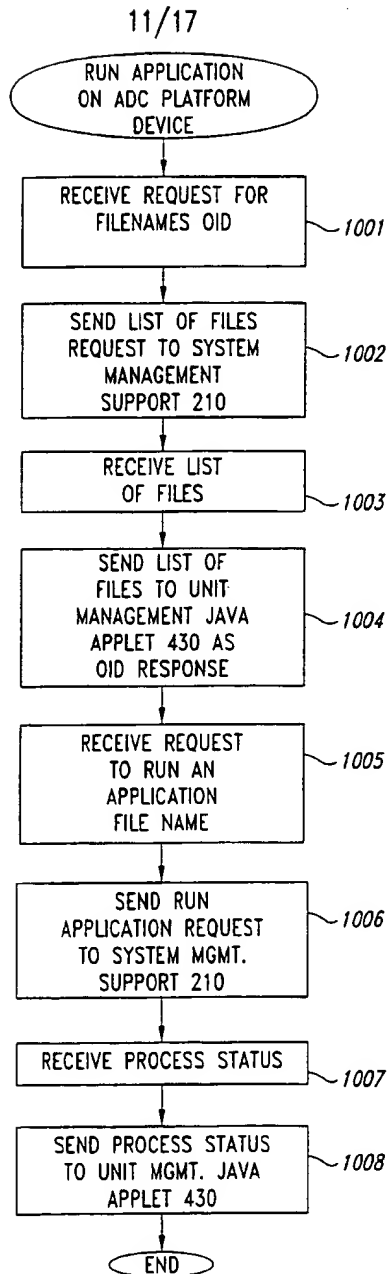 11/17
RUN APPLICATION
ON ADC PLATFORM
DEVICE
RECEIVE REQUEST FOR
FILENAMES OID
1001
SEND LIST OF FILES
REQUEST TO SYSTEM
MANAGEMENT
SUPPORT 210
1002
RECEIVE LIST
OF FILES
1003
SEND LIST OF
FILES TO UNIT
MANAGEMENT JAVA
APPLET 430 AS
OID RESPONSE
1004
RECEIVE REQUEST
TO RUN AN
APPLICATION
FILE NAME
1005
SEND RUN
APPLICATION REQUEST
TO SYSTEM MGMT.
SUPPORT 210
1006
RECEIVE PROCESS STATUS
1007
SEND PROCESS STATUS
TO UNIT MGMT. JAVA
APPLET 430
1008
END